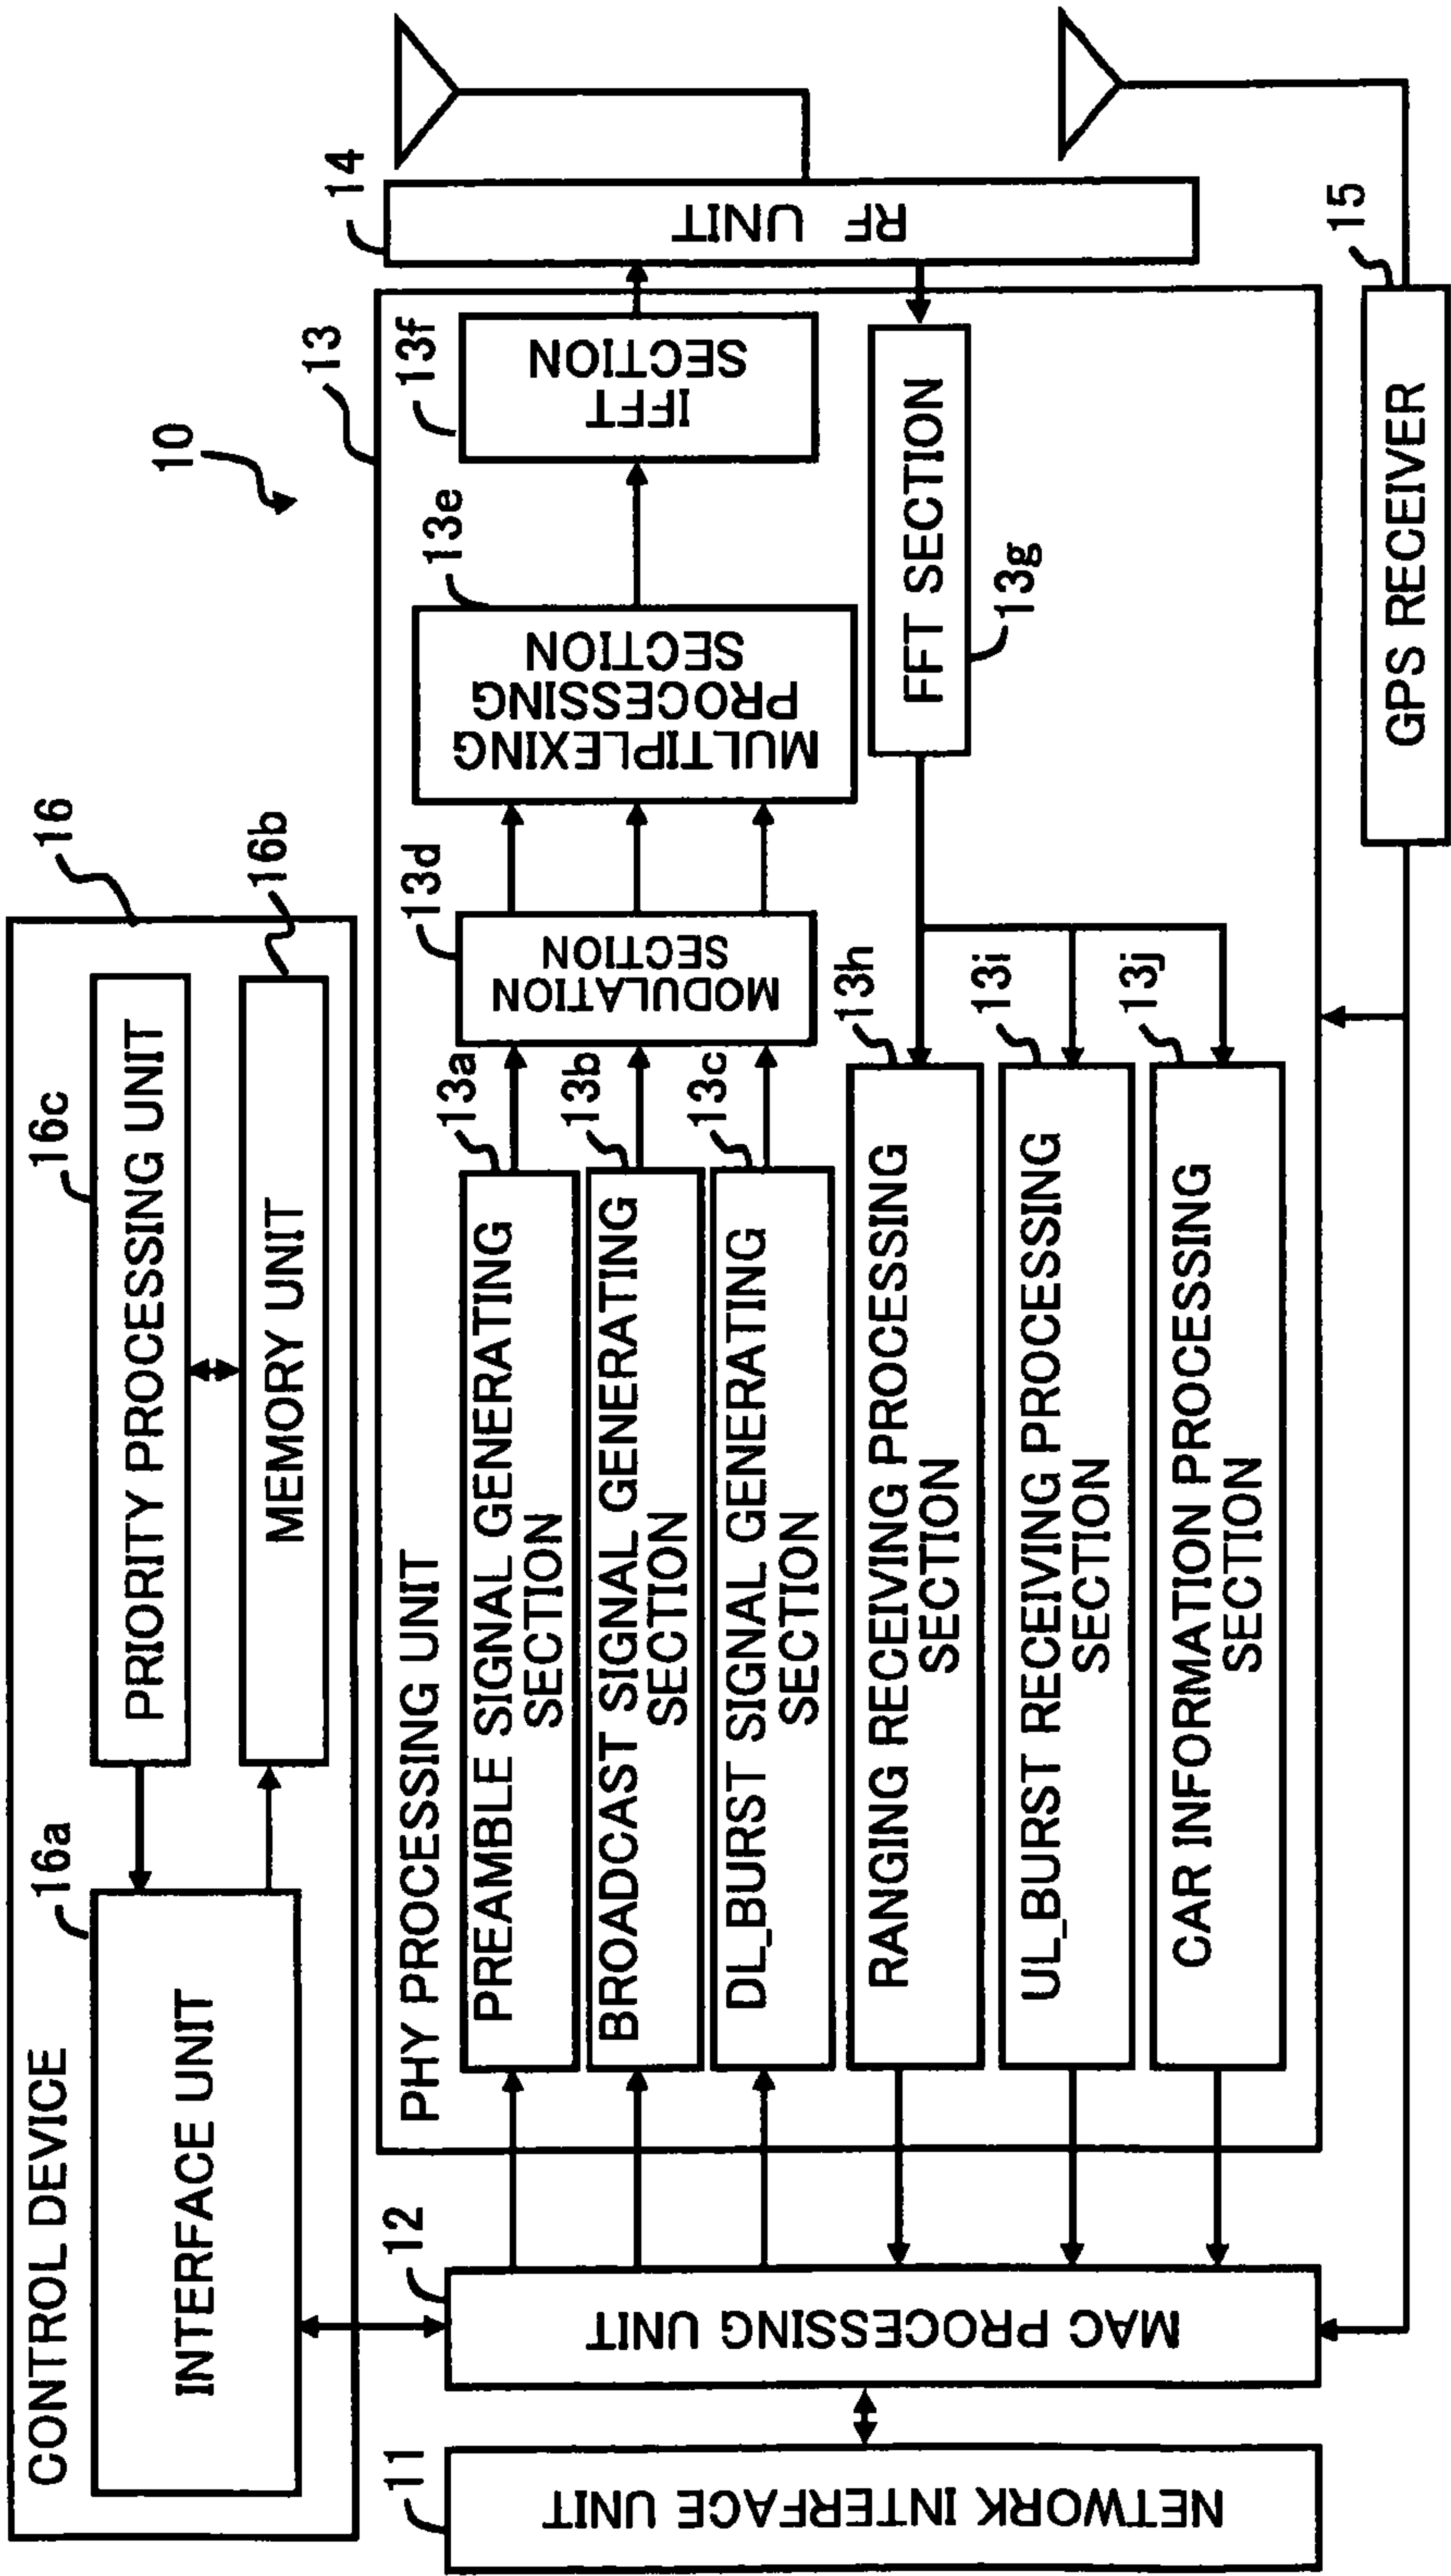 10
CONTROL DEVICE
16
16a
INTERFACE UNIT
16c
PRIORITY PROCESSING UNIT
16b
MEMORY UNIT
11
NETWORK INTERFACE UNIT
12
MAC PROCESSING UNIT
13
PHY PROCESSING UNIT
13a
PREAMBLE SIGNAL GENERATING
SECTION
13b
BROADCAST SIGNAL GENERATING
SECTION
13c
DL_BURST SIGNAL GENERATING
SECTION
13d
MODULATION
SECTION
13e
MULTIPLEXING
PROCESSING
SECTION
13f
IFFT
SECTION
14
RF UNIT
FFT SECTION
13g
13h
RANGING RECEIVING PROCESSING
SECTION
13i
UL_BURST RECEIVING PROCESSING
SECTION
13j
CAR INFORMATION PROCESSING
SECTION
15
GPS RECEIVER